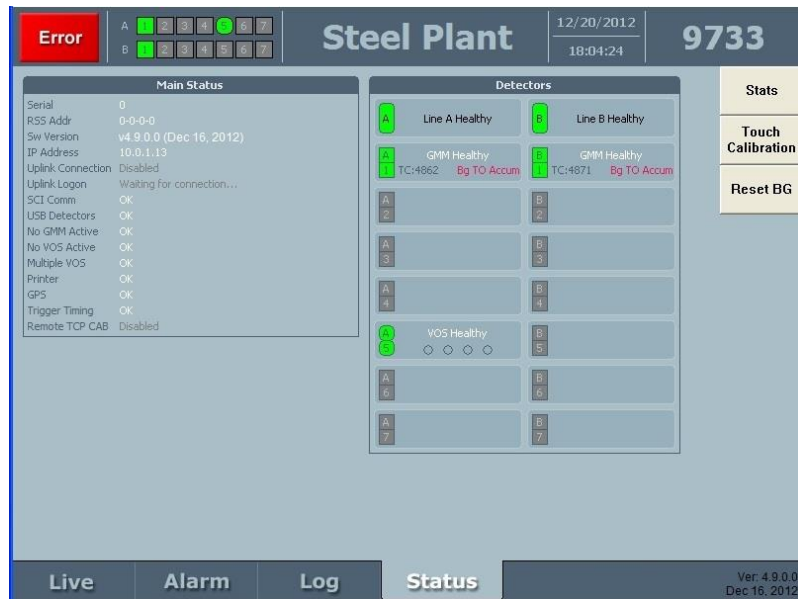 Error
A 1 2 3 4 5 6 7
B 1 2 3 4 5 6 7
Steel Plant
12/20/2012
18:04:24
9733
Main Status
Serial 0
RSS Addr 0-0-0-0
Sw Version v4.9.0.0 (Dec 16, 2012)
IP Address 10.0.1.13
Uplink Connection Disabled
Uplink Logon Waiting for connection...
SCI Comm OK
USB Detectors OK
No GMM Active OK
No VOS Active OK
Multiple VOS OK
Printer OK
GPS OK
Trigger Timing OK
Remote TCP CAB Disabled
Detectors
A Line A Healthy B Line B Healthy
A GMM Healthy B GMM Healthy
1 TC:4862 Bg TO Accum 1 TC:4871 Bg TO Accum
A B
2 2
A B
3 3
A B
4 4
A VOS Healthy B
5 5
A B
6 6
A B
7 7
Stats
Touch
Calibration
Reset BG
Live Alarm Log Status
Ver: 4.9.0.0
Dec 16, 2012